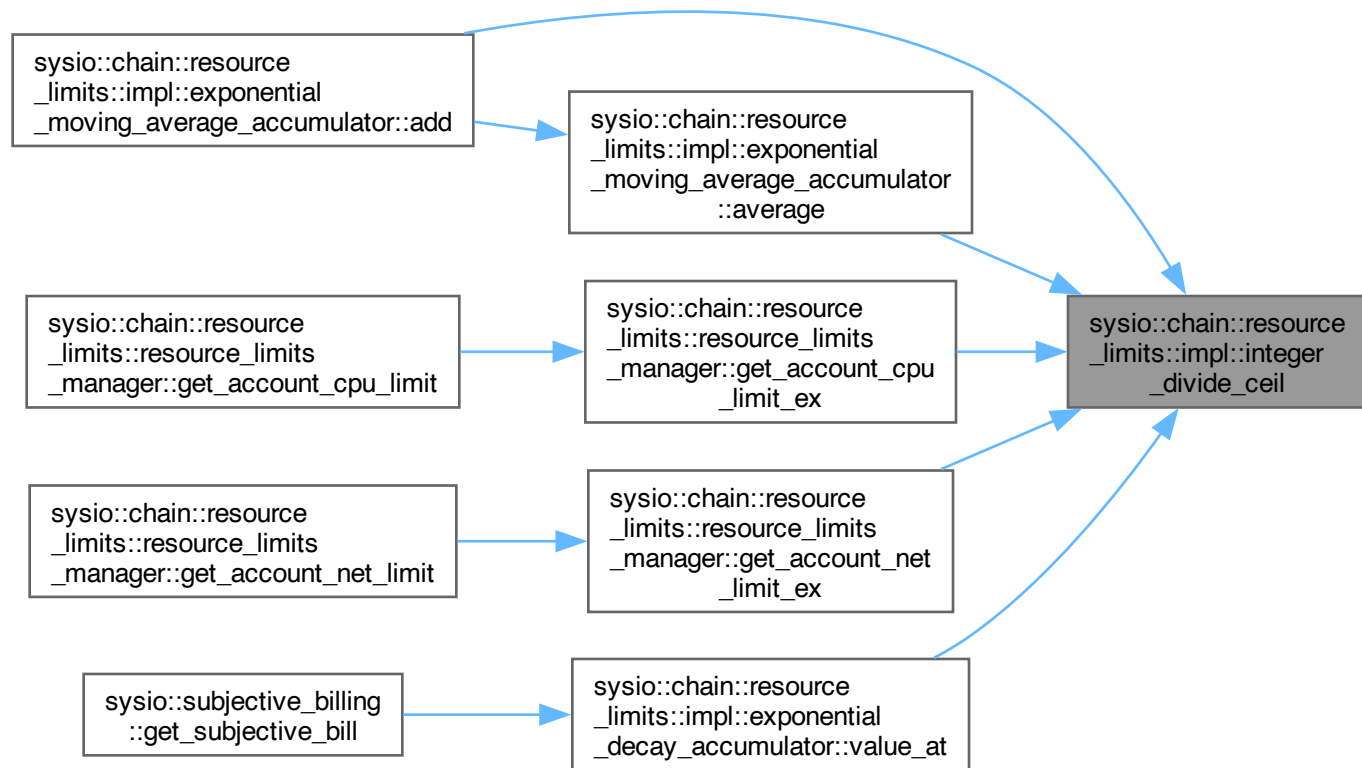 sysio::chain::resource
_limits::impl::exponential
_moving_average_accumulator::add
sysio::chain::resource
_limits::impl::exponential
_moving_average_accumulator
::average
sysio::chain::resource
_limits::resource_limits
_manager::get_account_cpu_limit
sysio::chain::resource
_limits::resource_limits
_manager::get_account_cpu
_limit_ex
sysio::chain::resource
_limits::impl::integer
_divide_ceil
sysio::chain::resource
_limits::resource_limits
_manager::get_account_net_limit
sysio::chain::resource
_limits::resource_limits
_manager::get_account_net
_limit_ex
sysio::subjective_billing
::get_subjective_bill
sysio::chain::resource
_limits::impl::exponential
_decay_accumulator::value_at